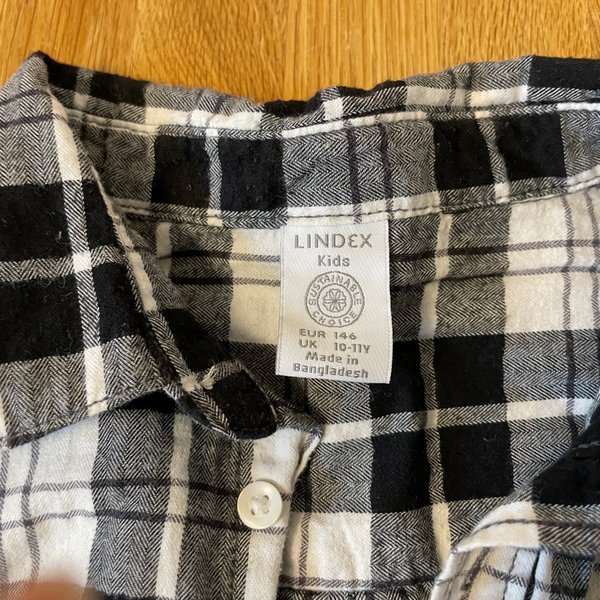 LINDEX
Kids
SUSTAINABLE
CHOICE
EUR 146
UK 10-11Y
Made in
Bangladesh